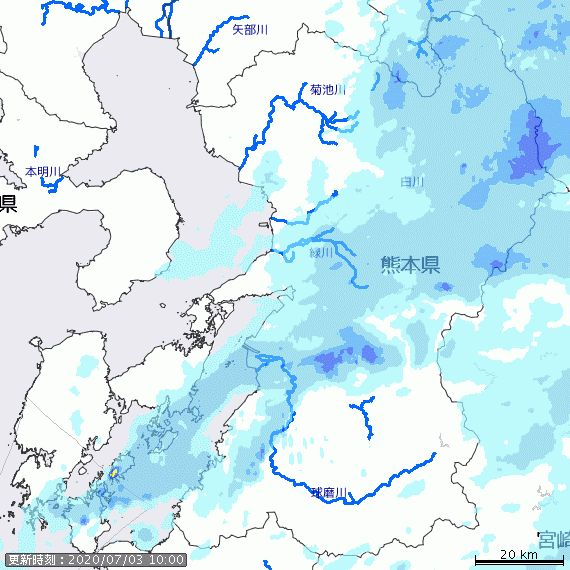 矢部川
菊池川
本明川
白川
県
緑川
熊本県
球磨川
宮崎
更新時刻：2020/07/03 10:00
20 km